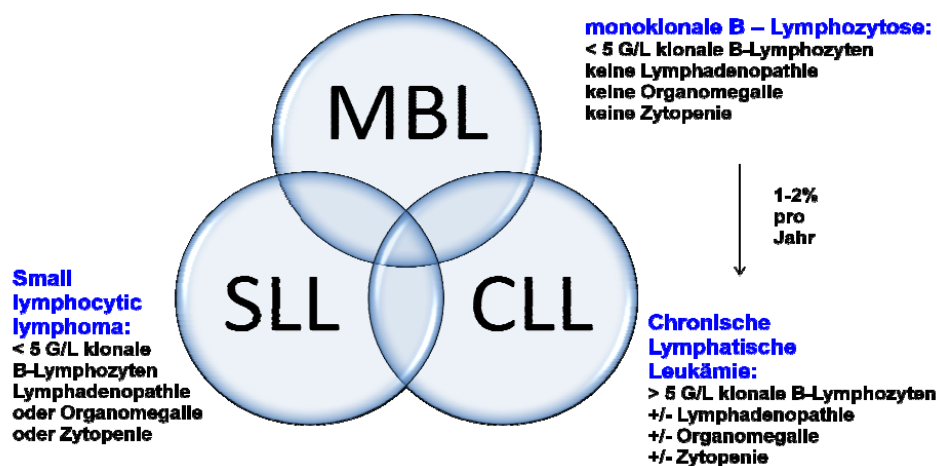 monoklonale B – Lymphozytose:
< 5 G/L klonale B-Lymphozyten
keine Lymphadenopathie
keine Organomegalie
keine Zytopenie
MBL
1-2%
pro
Jahr
SLL
CLL
Small
lymphocytic
lymphoma:
< 5 G/L klonale
B-Lymphozyten
Lymphadenopathie
oder Organomegalie
oder Zytopenie
Chronische
Lymphatische
Leukämie:
> 5 G/L klonale B-Lymphozyten
+/- Lymphadenopathie
+/- Organomegalie
+/- Zytopenie